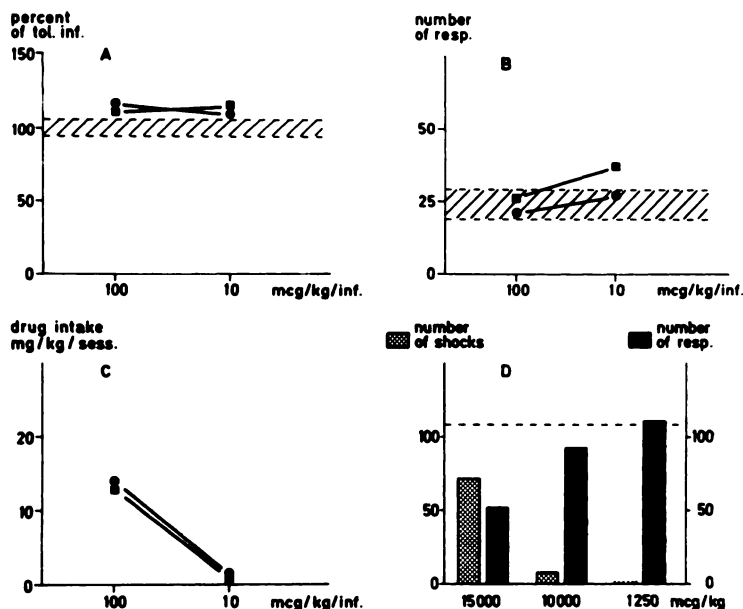 percent
of tol. inf.
A
150
100
50
0
100
10
mcg/kg/inf.
number
of resp.
B
50
25
0
100
10
mcg/kg/inf.
drug intake
mg/kg/sess.
C
20
10
0
100
10
mcg/kg/inf.
number
of shocks
number
of resp.
D
100
50
0
100
50
0
15000
10000
1250
mcg/kg